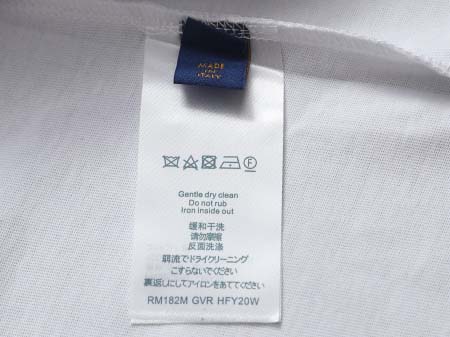 MADE
IN
ITALY
Gentle dry clean
Do not rub
Iron inside out
缓和干洗
请勿摩擦
反面洗涤
弱流でドライクリーニング
こすらないでください
裏返しにしてアイロンをあててください
RM182M GVR HFY20W